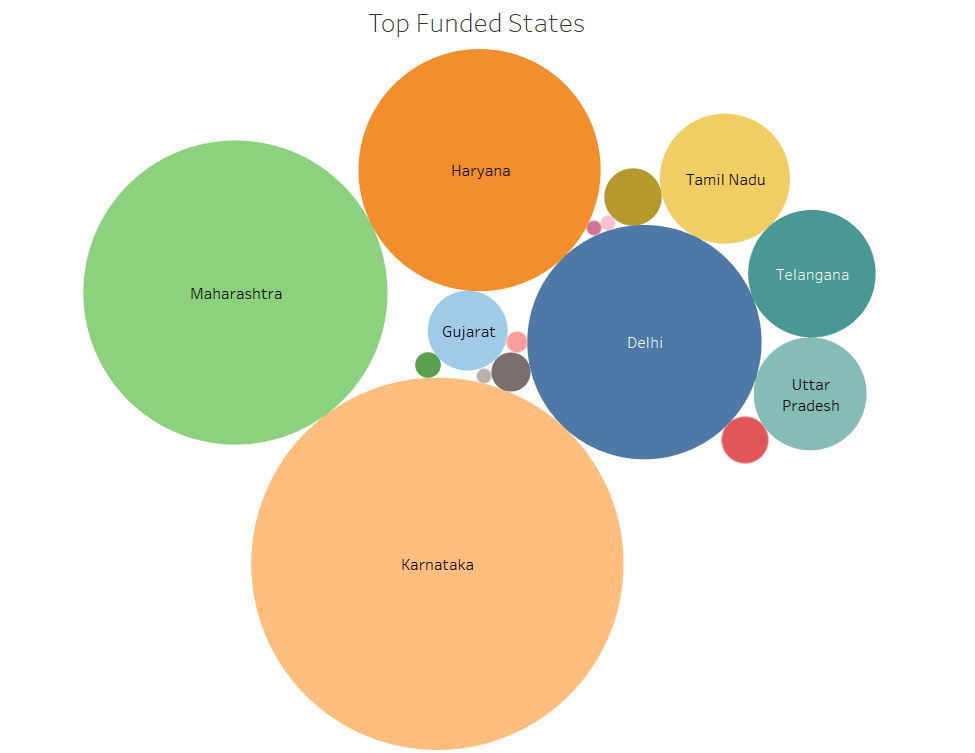 Top Funded States
Haryana
Tamil Nadu
Telangana
Maharashtra
Gujarat
Delhi
Uttar
Pradesh
Karnataka